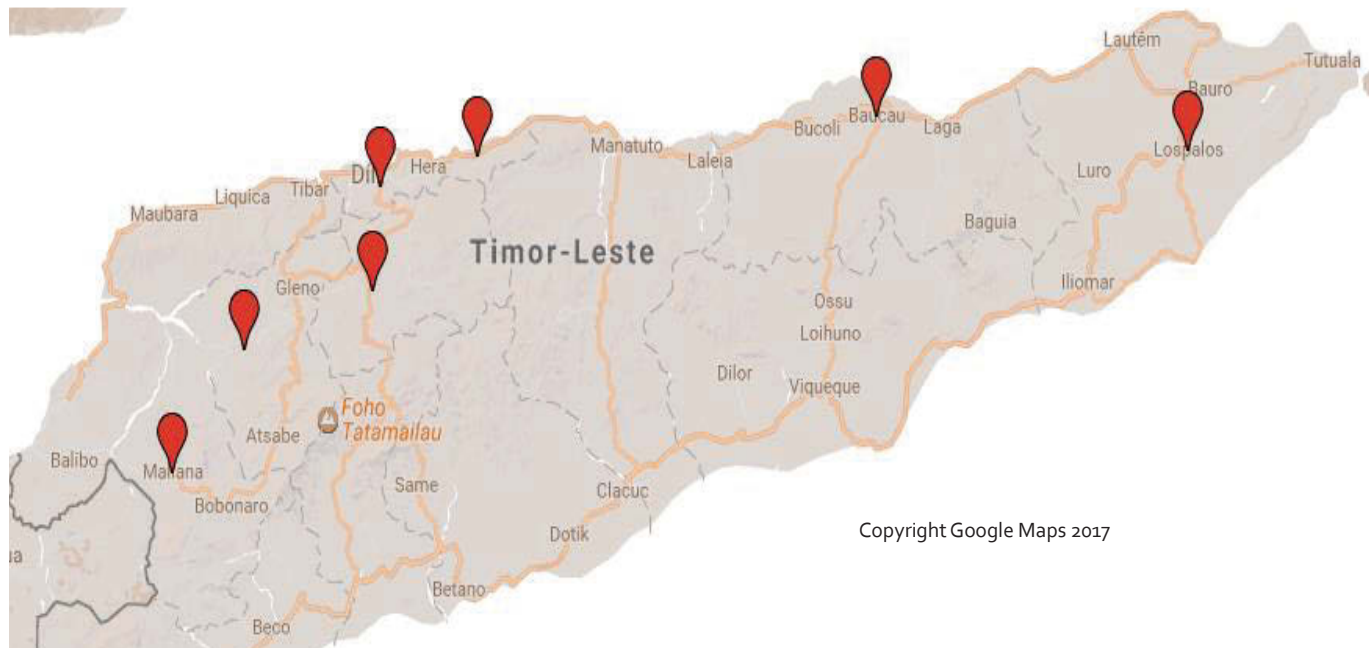 Lautém
Tutuala
Bauro
Baucau
Bucoli
Laga
Manatuto
Lospalos
Laleia
Hera
Díli
Tibar
Liquica
Luro
Maubara
Baguia
Timor-Leste
Iliomar
Gleno
Ossu
Loihuno
Dilor
Viqueque
Foho
Tatamailau
Atsabe
Balibo
Maliana
Same
Clacuc
Bobonaro
Copyright Google Maps 2017
Dotik
ua
Betano
Beco